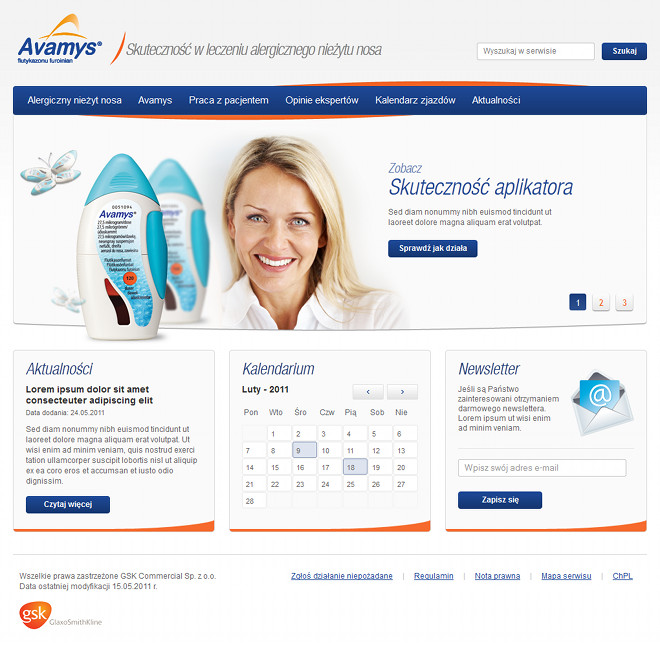 Avamys®
flutykazonu furoinian
Skuteczność w leczeniu alergicznego nieżytu nosa
Wyszukaj w serwisie
Szukaj
Alergiczny nieżyt nosa Avamys Praca z pacjentem Opinie ekspertów Kalendarz zjazdów Aktualności
0051094
Avamys®
120
Zobacz
Skuteczność aplikatora
Sed diam nonummy nibh euismod tincidunt ut
laoreet dolore magna aliquam erat volutpat.
Sprawdź jak działa
1 2 3
Aktualności
Lorem ipsum dolor sit amet
consecteuter adipiscing elit
Data dodania: 24.05.2011
Sed diam nonummy nibh euismod tincidunt ut
laoreet dolore magna aliquam erat volutpat. Ut
wisi enim ad minim veniam, quis nostrud exerci
tation ullamcorper suscipit lobortis nisl ut aliquip
ex ea coro eros et accumsan et iusto odio
dignissim.
Czytaj więcej
Kalendarium
Luty - 2011
‹ ›
Pon Wto Śro Czw Pią Sob Nie
1 2 3 4 5 6
7 8 9 10 11 12 13
14 15 16 17 18 19 20
21 22 23 24 25 26 27
28
Newsletter
Jeśli są Państwo
zainteresowani otrzymaniem
darmowego newslettera.
Lorem ipsum ut wisi enim
ad minim veniam.
@
Wpisz swój adres e-mail
Zapisz się
Wszelkie prawa zastrzeżone GSK Commercial Sp. z.o.o.
Data ostatniej modyfikacji 15.05.2011 r.
Zgłoś działanie niepożądane | Regulamin | Nota prawna | Mapa serwisu | ChPL
gsk
GlaxoSmithKline